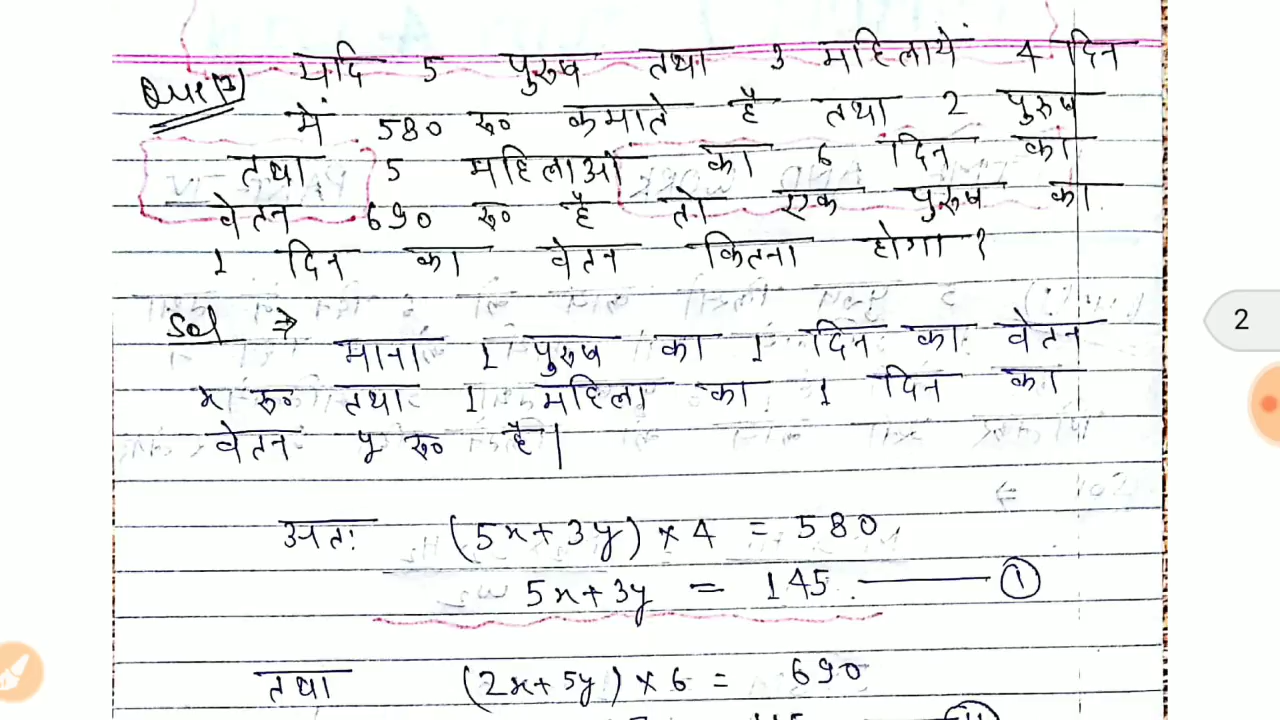 Que(1) यदि 5 पुरुष तथा 3 महिलायें 4 दिन
में 580 रु० कमाते है तथा 2 पुरुष
तथा 5 महिलाओं का 6 दिन का
वेतन 690 रु० है तो एक पुरुष का
1 दिन का वेतन कितना होगा?
Sol ⇒
माना 1 पुरुष का 1 दिन का वेतन
x रु० तथा 1 महिला का 1 दिन का
वेतन y रु० है|
अतः (5x+3y) × 4 = 580
5x+3y = 145 ——— ①
तथा (2x+5y) × 6 = 690
2